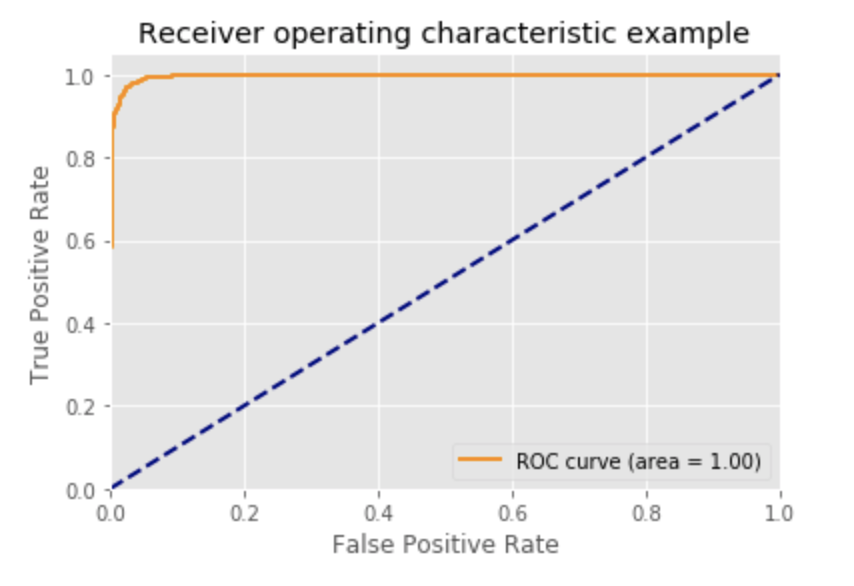 Receiver operating characteristic example
1.0
0.8
0.6
0.4
0.2
0.0
True Positive Rate
ROC curve (area = 1.00)
0.0 0.2 0.4 0.6 0.8 1.0
False Positive Rate